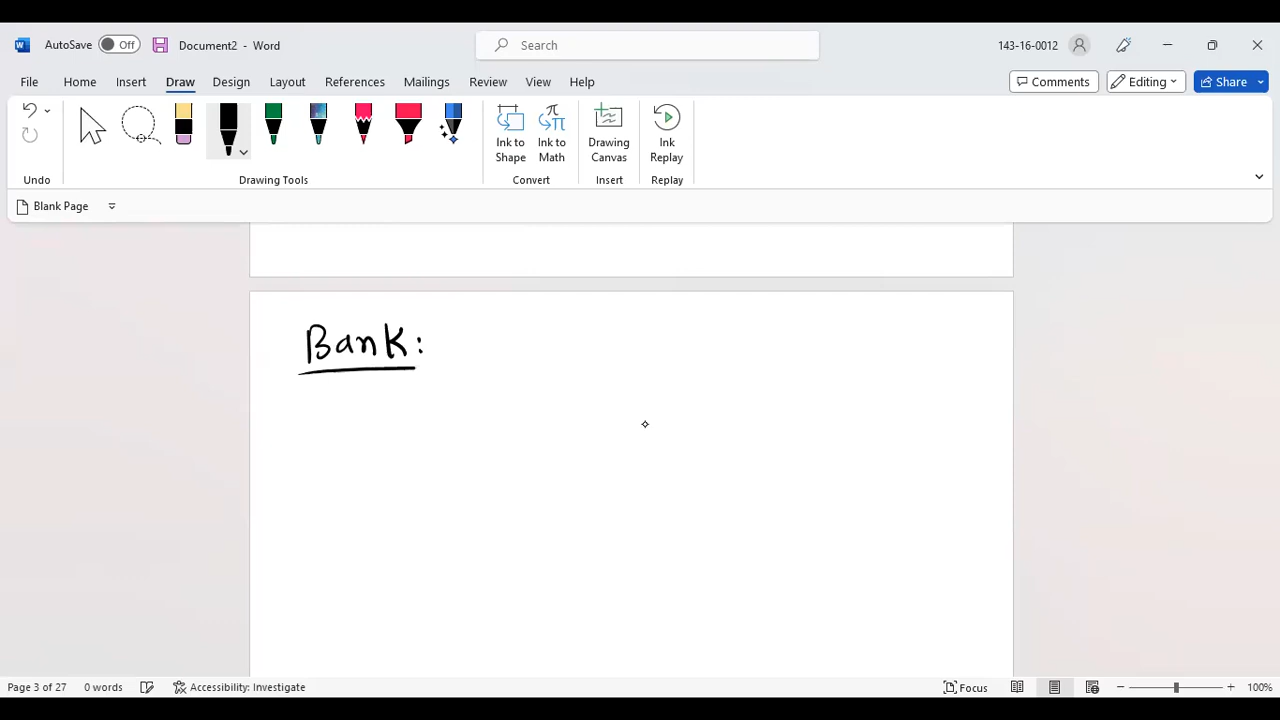 AutoSave Off Document2 - Word Search 143-16-0012
File Home Insert Draw Design Layout References Mailings Review View Help Comments Editing Share
Ink to Shape Ink to Math Drawing Canvas Ink Replay
Undo Drawing Tools Convert Insert Replay
Blank Page
Bank:
Page 3 of 27 0 words Accessibility: Investigate Focus 100%